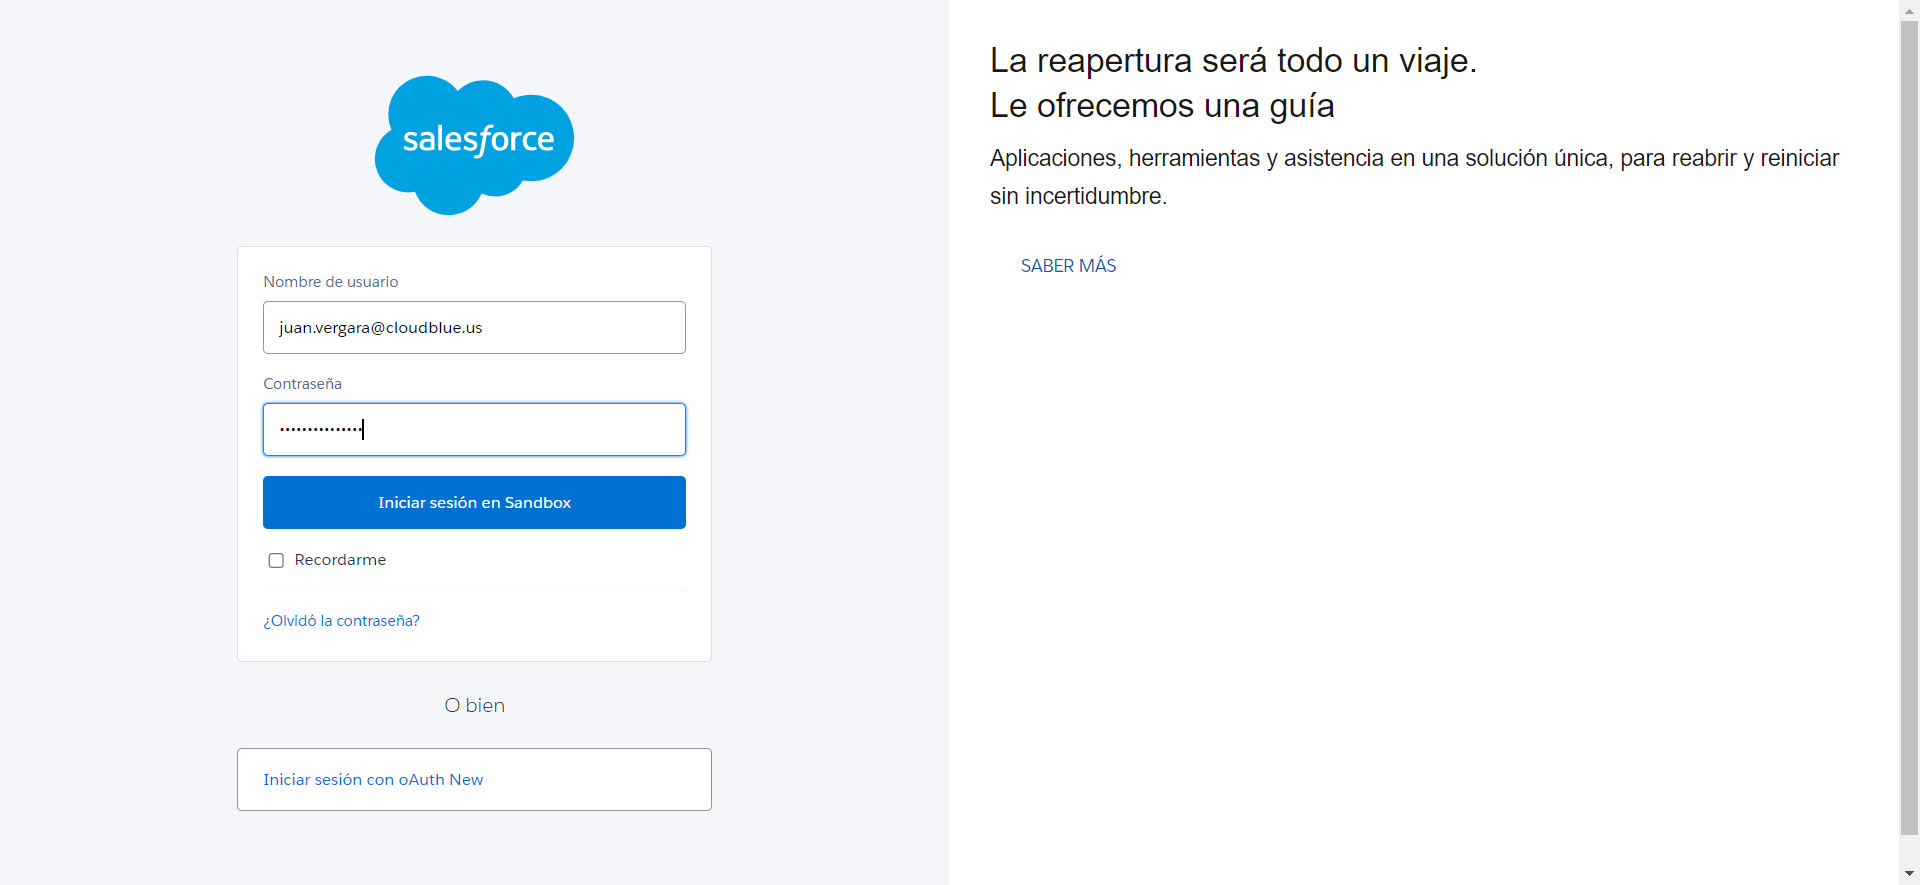 salesforce
Nombre de usuario
juan.vergara@cloudblue.us
Contraseña
•••••••••••••••
Iniciar sesión en Sandbox
Recordarme
¿Olvidó la contraseña?
O bien
Iniciar sesión con oAuth New
La reapertura será todo un viaje.
Le ofrecemos una guía
Aplicaciones, herramientas y asistencia en una solución única, para reabrir y reiniciar
sin incertidumbre.
SABER MÁS